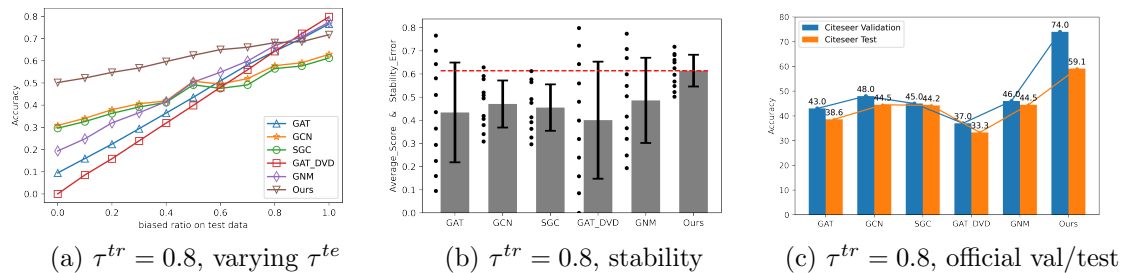 Accuracy
0.8
0.7
0.6
0.5
0.4
0.3
0.2
0.1
0.0
GAT
GCN
SGC
GAT_DVD
GNM
Ours
0.0 0.2 0.4 0.6 0.8 1.0
biased ratio on test data
(a) τ^{tr} = 0.8, varying τ^{te}
Average_Score & Stability_Error
0.8
0.7
0.6
0.5
0.4
0.3
0.2
0.1
0.0
GAT GCN SGC GAT_DVD GNM Ours
(b) τ^{tr} = 0.8, stability
Accuracy
80
70
60
50
40
30
20
10
0
Citeseer Validation
Citeseer Test
43.0 38.6 48.0 44.5 45.0 44.2 37.0 33.3 46.0 44.5 74.0 59.1
GAT GCN SGC GAT_DVD GNM Ours
(c) τ^{tr} = 0.8, official val/test